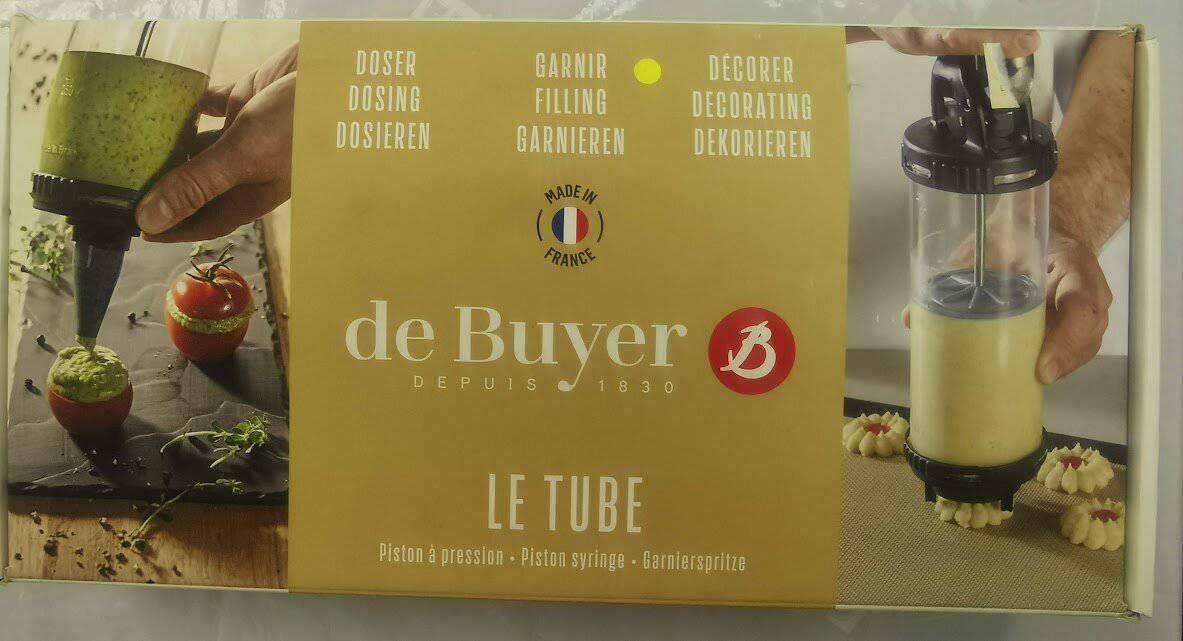 DOSER
DOSING
DOSIEREN
GARNIR
FILLING
GARNIEREN
DÉCORER
DECORATING
DEKORIEREN
MADE IN
FRANCE
de Buyer
B
DEPUIS 1830
LE TUBE
Piston à pression • Piston syringe • Garnierspritze